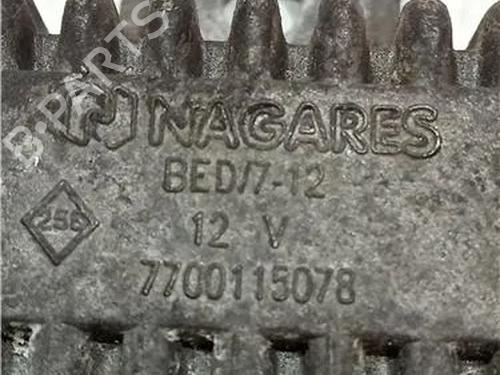 B-PARTS
NAGARES
BED/7-12
256
12 V
7700115078